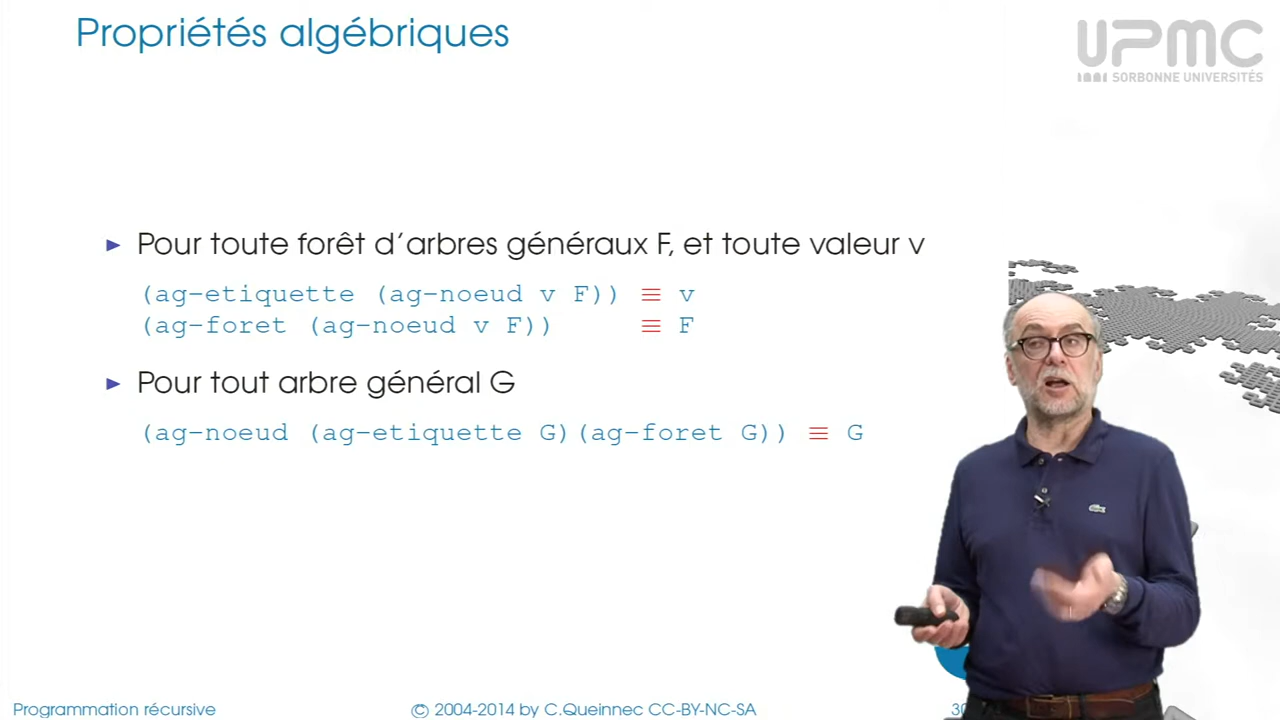 Propriétés algébriques
UPMC
SORBONNE UNIVERSITÉS
Pour toute forêt d'arbres généraux F, et toute valeur v
(ag-etiquette (ag-noeud v F)) ≡ v
(ag-foret (ag-noeud v F)) ≡ F
Pour tout arbre général G
(ag-noeud (ag-etiquette G)(ag-foret G)) ≡ G
Programmation récursive
© 2004-2014 by C.Queinnec CC-BY-NC-SA